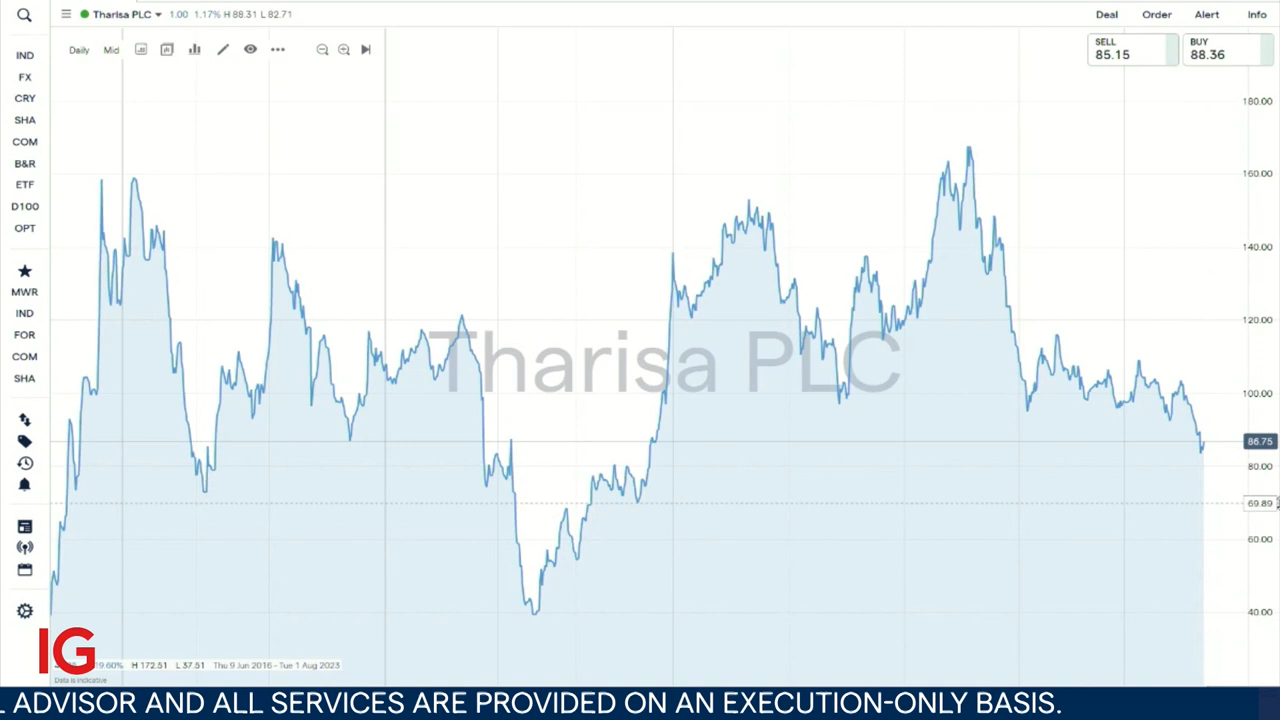 Tharisa PLC 1.00 1.17% H 88.31 L 82.71
Deal Order Alert Info
Daily Mid
SELL
85.15
BUY
88.36
IND
FX
CRY
SHA
COM
B&R
ETF
D100
OPT
MWR
IND
FOR
COM
SHA
180.00
160.00
140.00
120.00
100.00
86.75
80.00
69.89
60.00
40.00
Tharisa PLC
IG
9.60% H 172.51 L 37.51 Thu 9 Jun 2016 - Tue 1 Aug 2023
Data is indicative
ADVISOR AND ALL SERVICES ARE PROVIDED ON AN EXECUTION-ONLY BASIS.